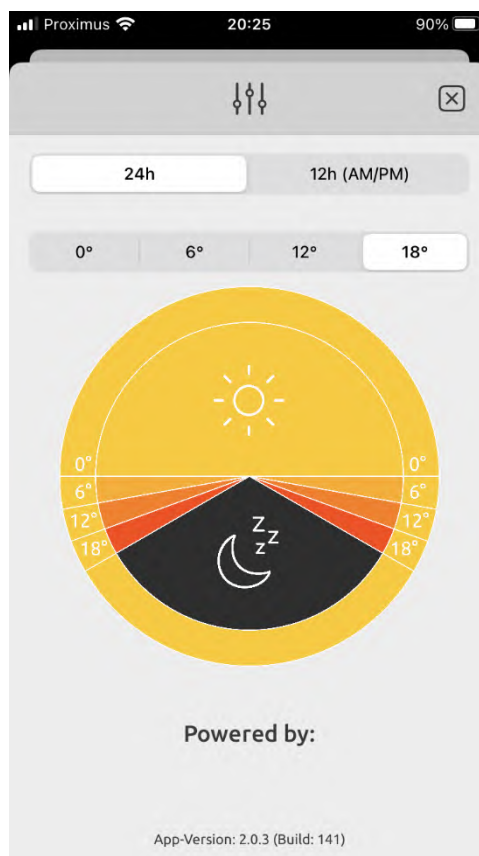 Proximus 20:25 90%
24h 12h (AM/PM)
0° 6° 12° 18°
0° 0°
6° 6°
12° 12°
18° 18°
Z
Z
Z
Powered by:
App-Version: 2.0.3 (Build: 141)